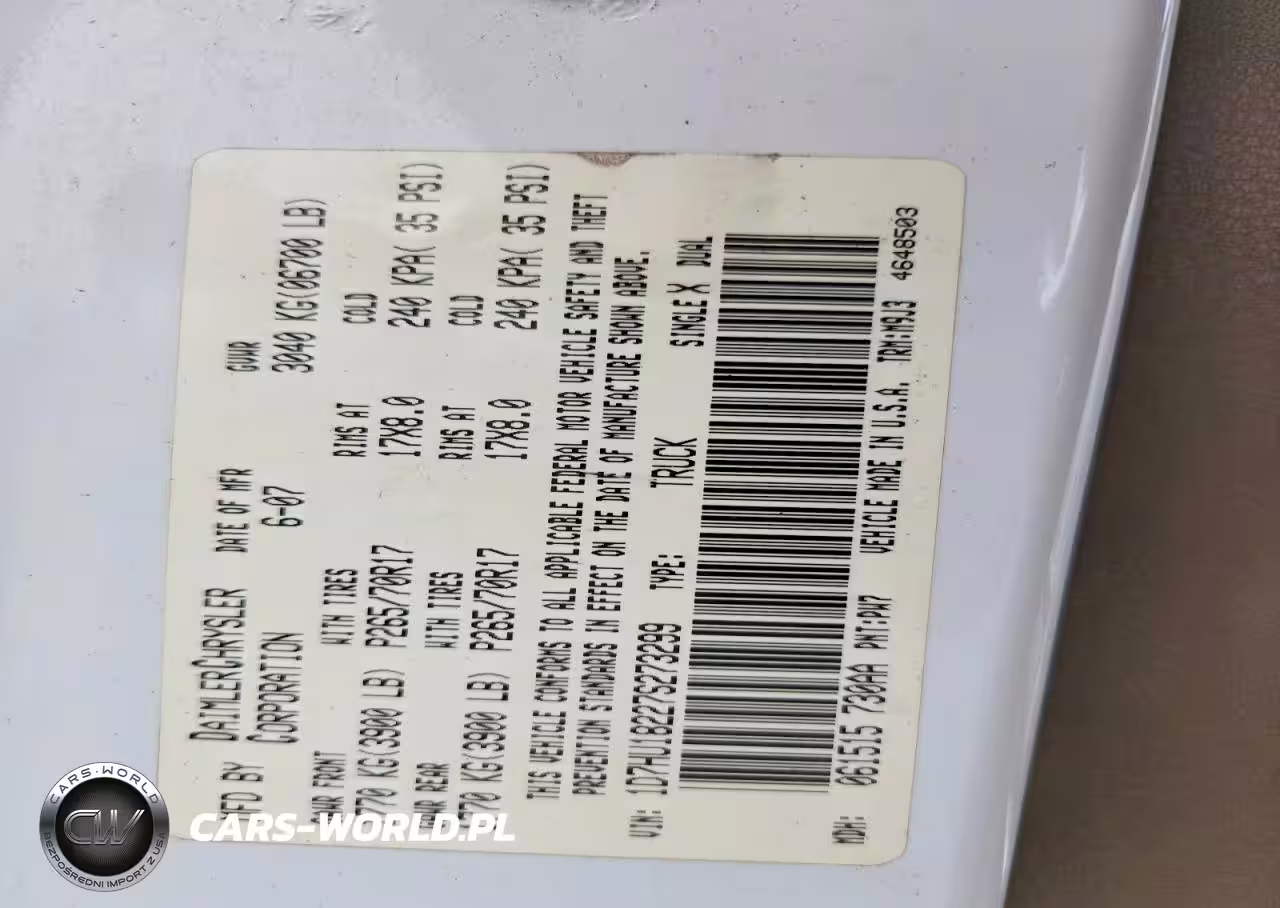 MFD BY DAIMLERCHRYSLER CORPORATION
DATE OF MFR 6-07
GVWR 3040 KG(06700 LB)
FRONT
WITH TIRES
RIMS AT
COLD
KG(3900 LB)
P265/70R17
17X8.0
240 KPA( 35 PSI)
REAR
WITH TIRES
RIMS AT
COLD
KG(3900 LB)
P265/70R17
17X8.0
240 KPA( 35 PSI)
THIS VEHICLE CONFORMS TO ALL APPLICABLE FEDERAL MOTOR VEHICLE SAFETY AND THEFT
PREVENTION STANDARDS IN EFFECT ON THE DATE OF MANUFACTURE SHOWN ABOVE.
VIN: 1D7HU18227S273299 TYPE: TRUCK SINGLE X DUAL
MDH: 061515 730AA PNT:PW7 VEHICLE MADE IN U.S.A. TRM:M9J3 4648503
CARS-WORLD
CW
BEZPOŚREDNI IMPORT Z USA
CARS-WORLD.PL